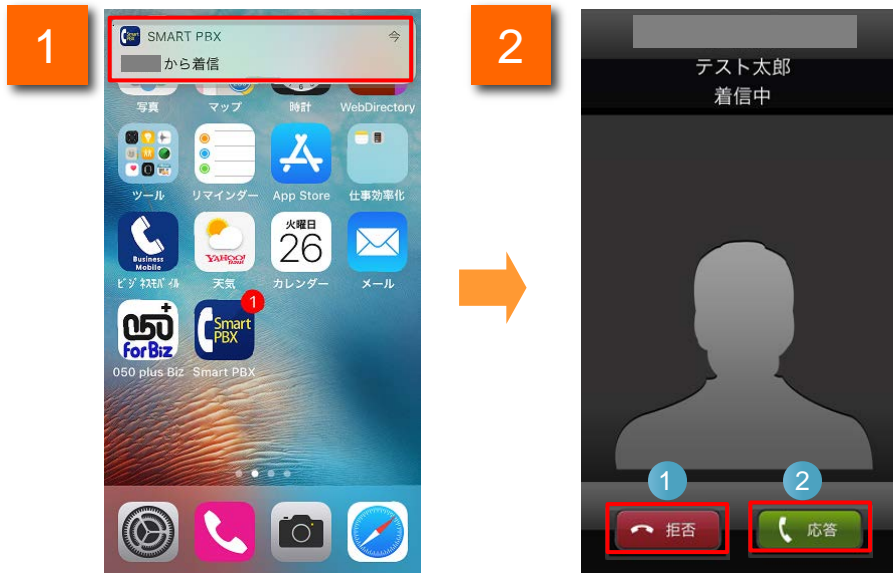 1
SMART PBX 今
から着信
写真 マップ 時計 WebDirectory
ツール リマインダー App Store 仕事効率化
Business
Mobile
YAHOO!
火曜日
26
ビジネスモバイル 天気 カレンダー メール
1
050+
for Biz
Smart
PBX
050 plus Biz Smart PBX
2
テスト太郎
着信中
1 2
拒否 応答